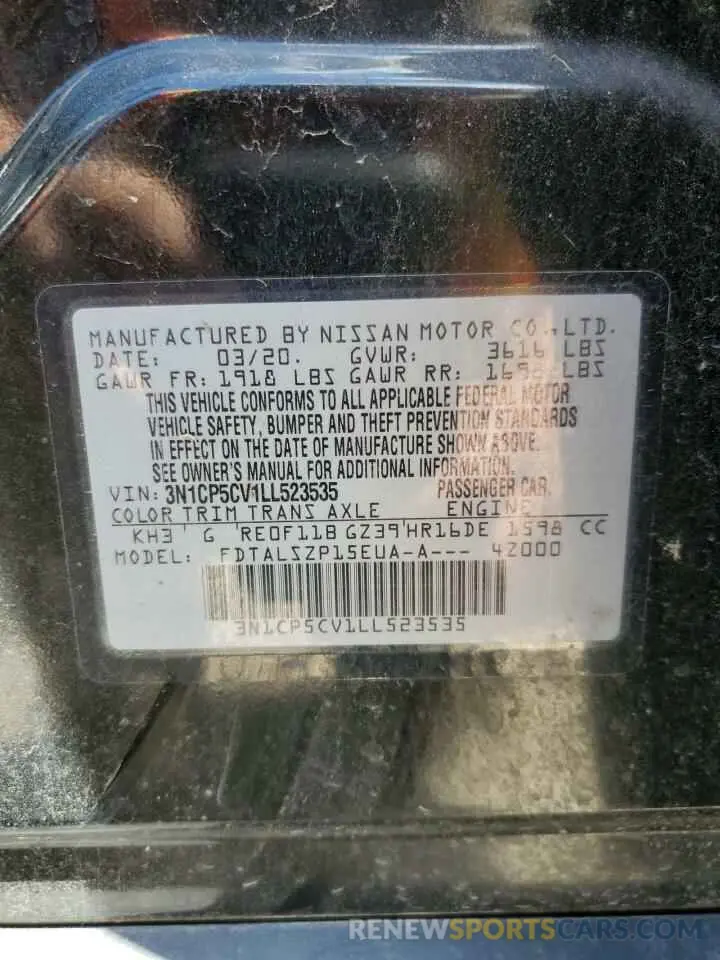 MANUFACTURED BY NISSAN MOTOR CO.,LTD.
DATE: 03/20. GVWR: 3616 LBS
GAWR FR: 1918 LBS GAWR RR: LBS
THIS VEHICLE CONFORMS TO ALL APPLICABLE FEDERAL MOTOR
VEHICLE SAFETY, BUMPER AND THEFT PREVENTION STANDARDS
IN EFFECT ON THE DATE OF MANUFACTURE SHOWN ABOVE.
SEE OWNER'S MANUAL FOR ADDITIONAL INFORMATION.
VIN: 3N1CP5CV1LL523535 PASSENGER CAR.
COLOR TRIM TRANS AXLE ENGINE
KH3 G RE0F11B GZ39 HR16DE 1598 CC
MODEL: FDTALSZP15EUA-A--- 42000
3N1CP5CV1LL523535
RENEWSPORTSCARS.COM